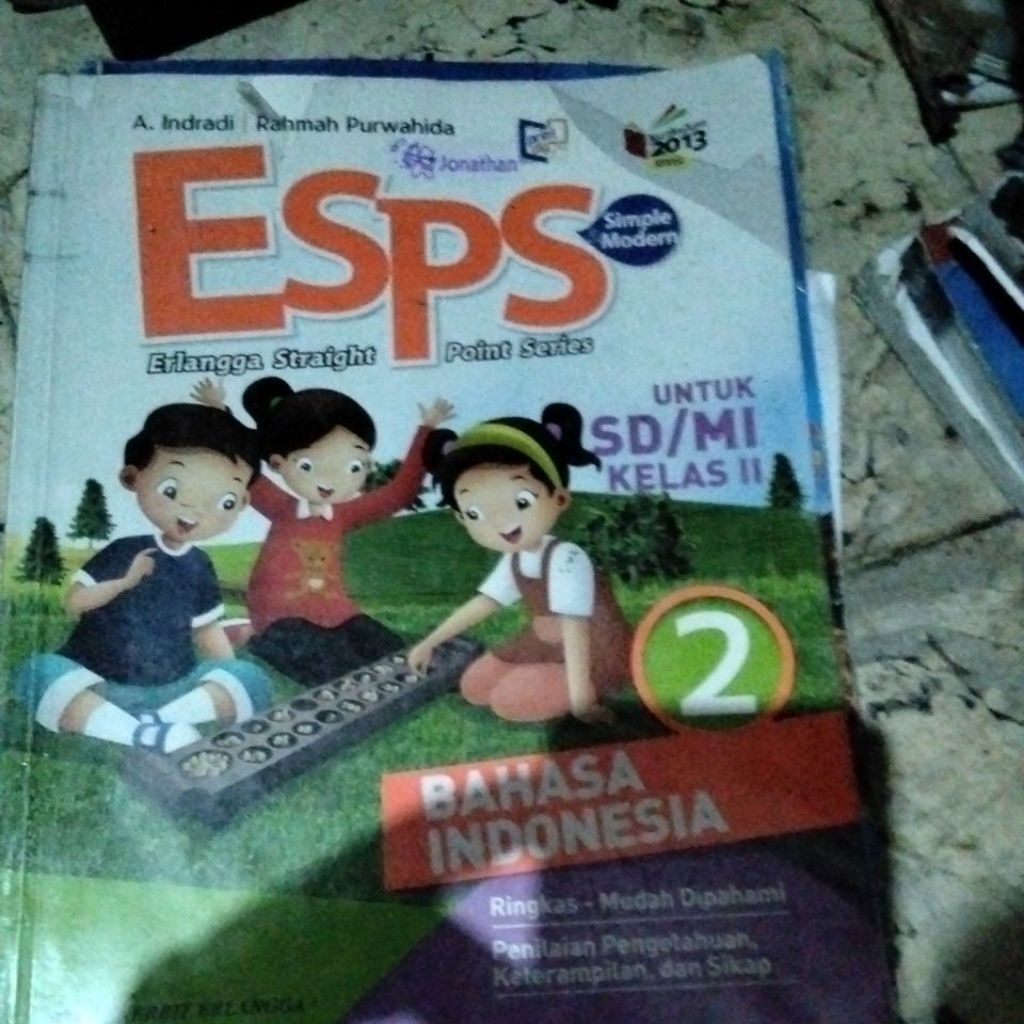 A. Indradi Rahmah Purwahida
Jonathan
2013
ESPS
Simple
Modern
Erlangga Straight Point Series
UNTUK
SD/MI
KELAS II
2
BAHASA
INDONESIA
Ringkas - Mudah Dipahami
Penilaian Pengetahuan,
Keterampilan, dan Sikap
ERLANGGA